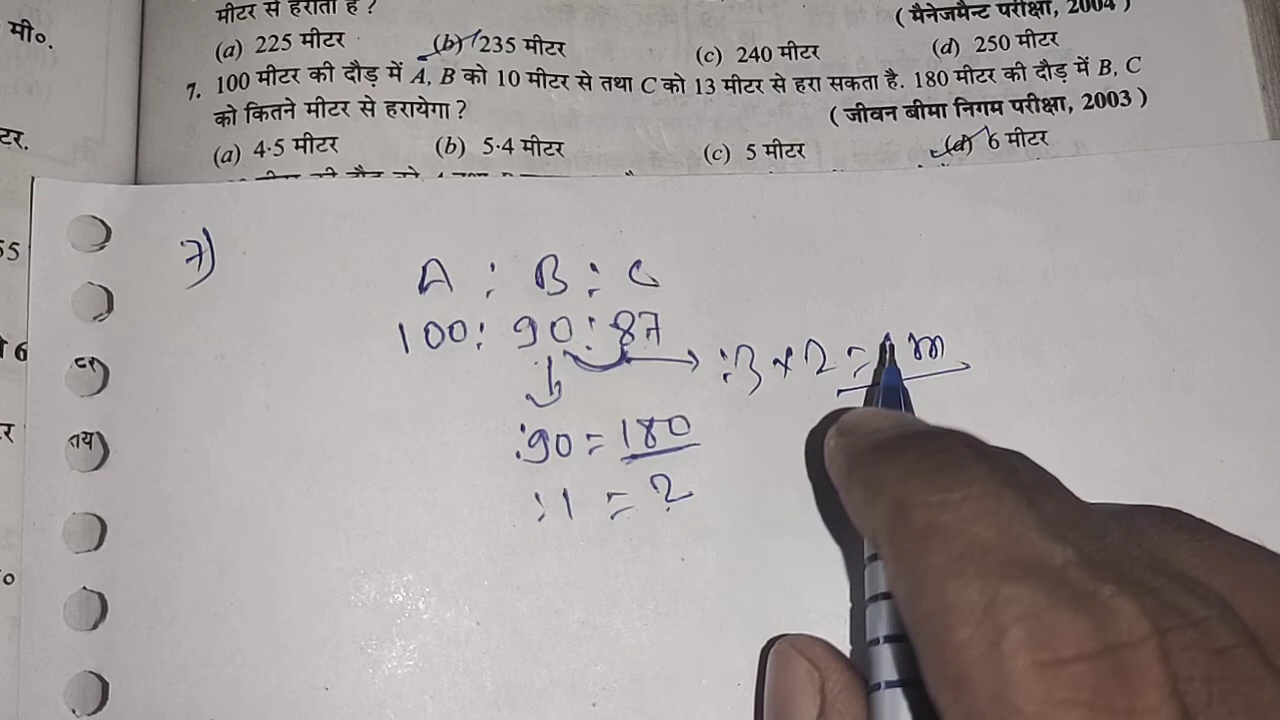 मीटर से हराता है ?
( मैनेजमैन्ट परीक्षा, 2004 )
मी०.
(a) 225 मीटर (b) 235 मीटर (c) 240 मीटर (d) 250 मीटर
7. 100 मीटर की दौड़ में A, B को 10 मीटर से तथा C को 13 मीटर से हरा सकता है. 180 मीटर की दौड़ में B, C
को कितने मीटर से हरायेगा ?
( जीवन बीमा निगम परीक्षा, 2003 )
टर.
(a) 4·5 मीटर (b) 5·4 मीटर (c) 5 मीटर (d) 6 मीटर
7)
A : B : C
100 : 90 : 87
:3 × 2 = m
:90 = 180
:1 = 2